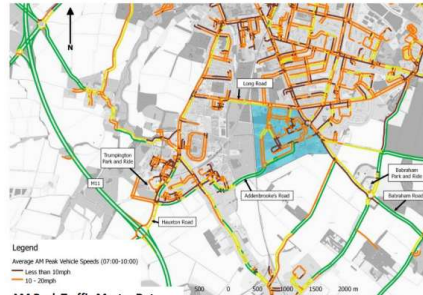 N
Long Road
Trumpington
Park and Ride
M11
Addenbrooke's Road
Hauxton Road
Babraham
Park and Ride
Babraham Road
Legend
Average AM Peak Vehicle Speeds (07:00-10:00)
Less than 10mph
10 - 20mph
500 0 500 1000 1500 2000 m